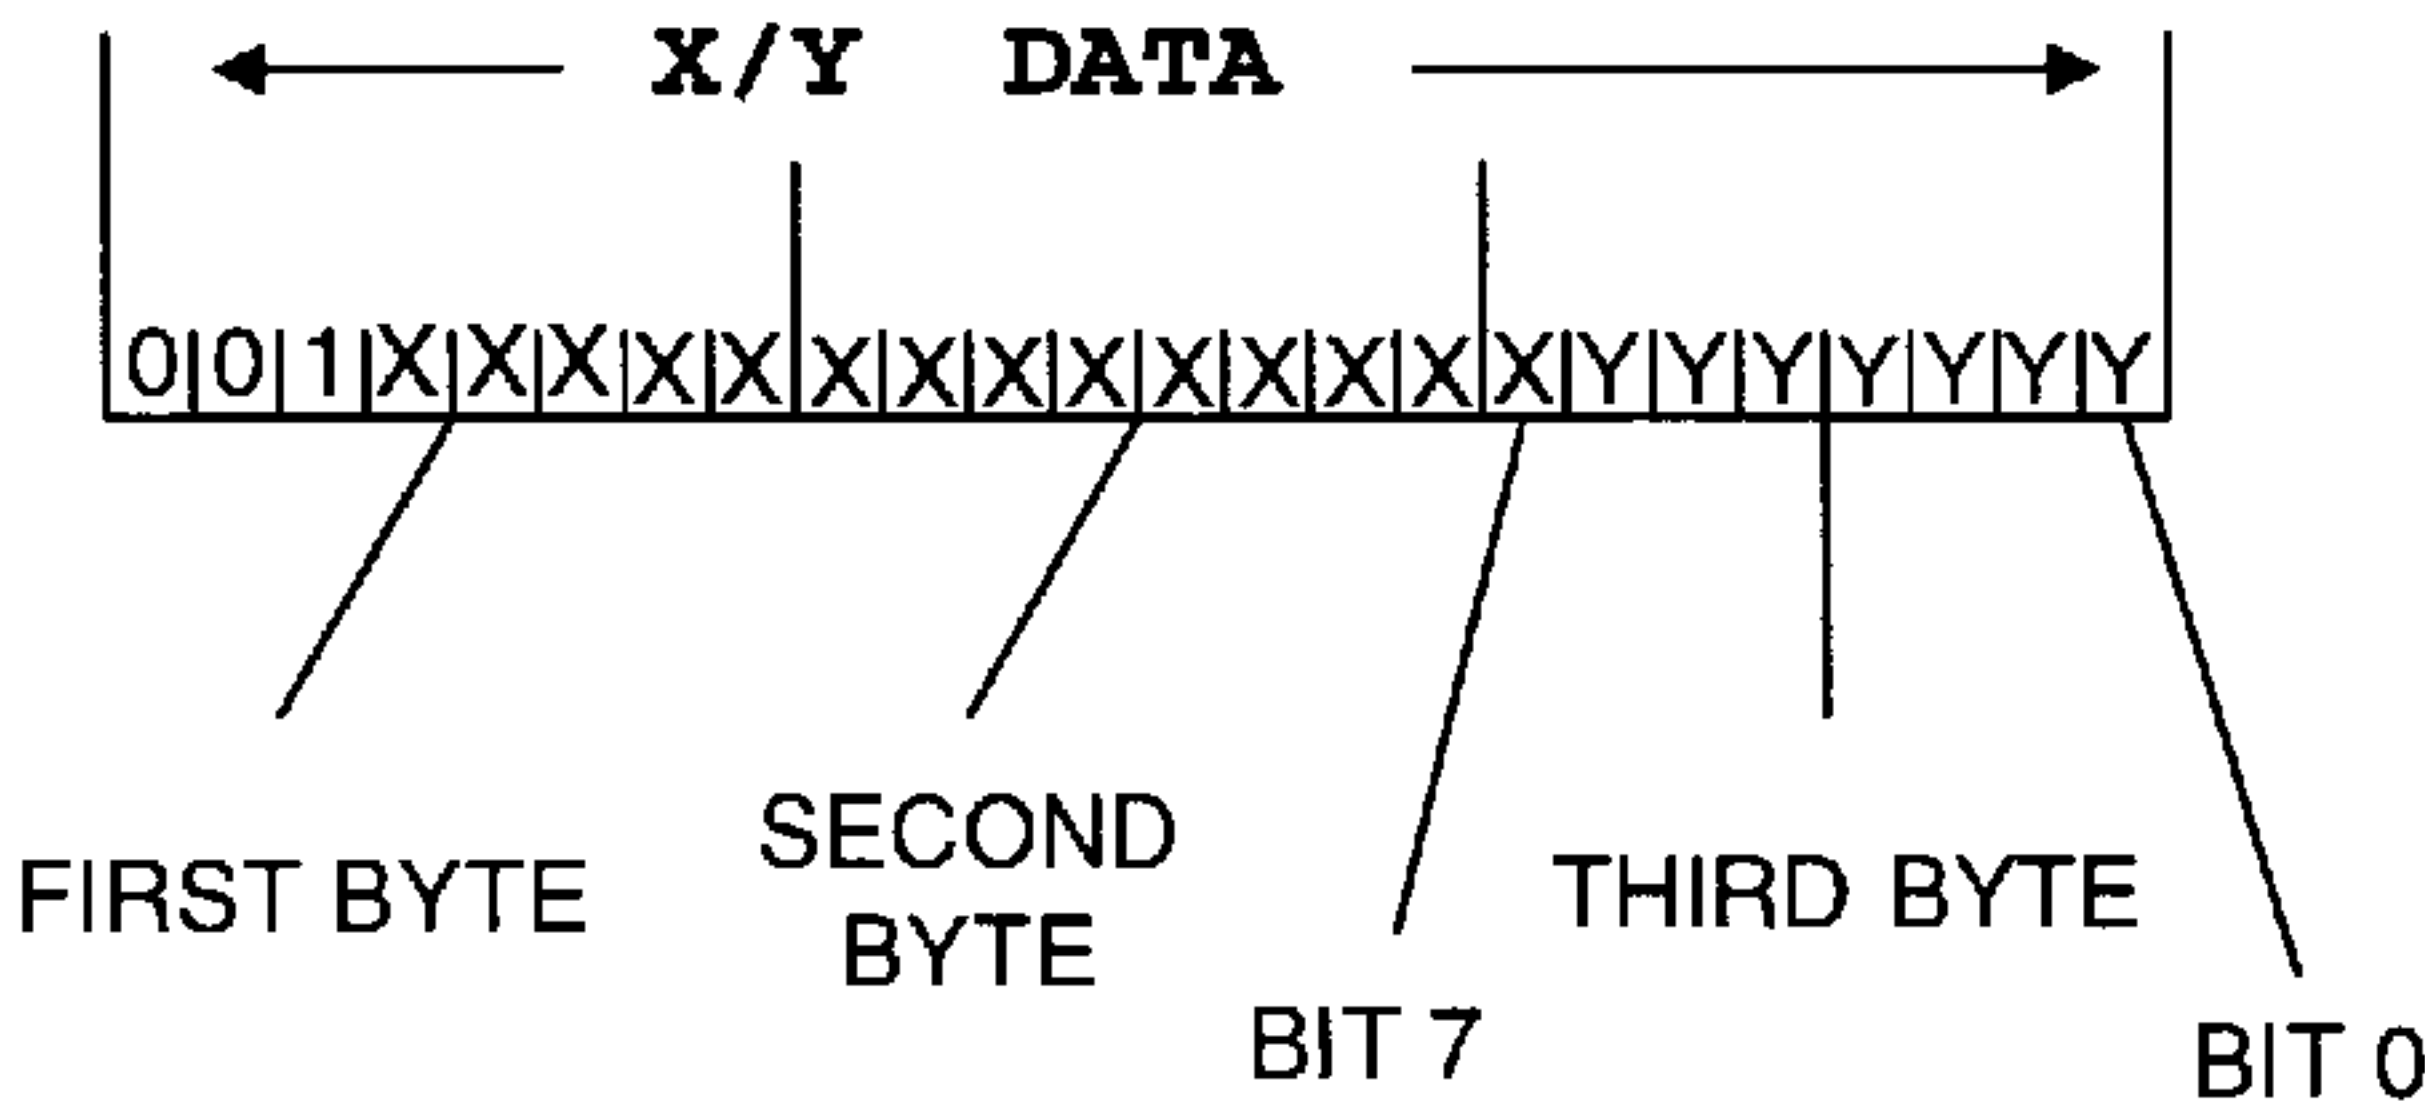 X/Y DATA
0 0 1 X X X X X X X X X X X X X X Y Y Y Y Y Y Y
FIRST BYTE
SECOND
BYTE
BIT 7
THIRD BYTE
BIT 0